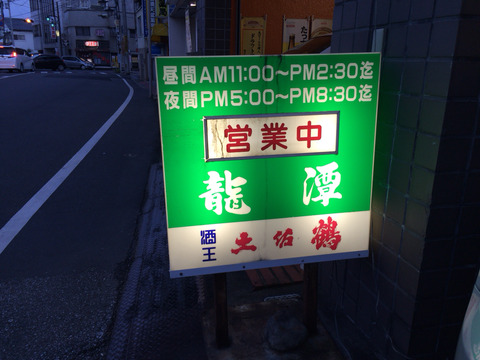 昼間AM11:00〜PM2:30迄
夜間PM5:00〜PM8:30迄
営業中
龍潭
酒王 土佐鶴